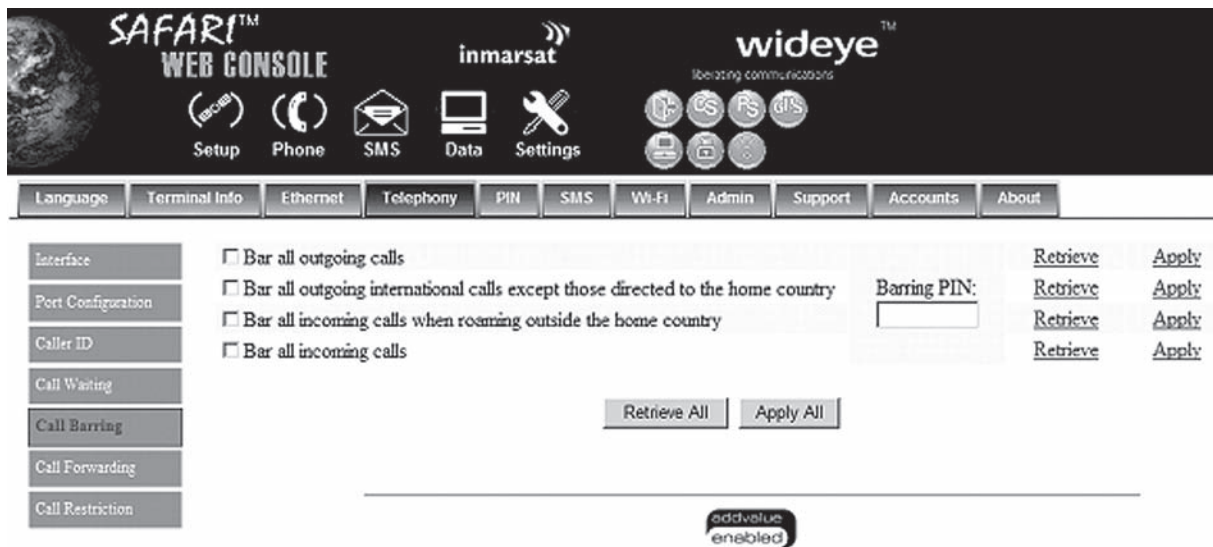 SAFARI™
WEB CONSOLE
inmarsat
wideye™
liberating communications
CS PS GPS
Setup Phone SMS Data Settings
Language Terminal Info Ethernet Telephony PIN SMS Wi-Fi Admin Support Accounts About
Interface
Port Configuration
Caller ID
Call Waiting
Call Barring
Call Forwarding
Call Restriction
Bar all outgoing calls Retrieve Apply
Bar all outgoing international calls except those directed to the home country Barring PIN: Retrieve Apply
Bar all incoming calls when roaming outside the home country Retrieve Apply
Bar all incoming calls Retrieve Apply
Retrieve All Apply All
addvalue
enabled